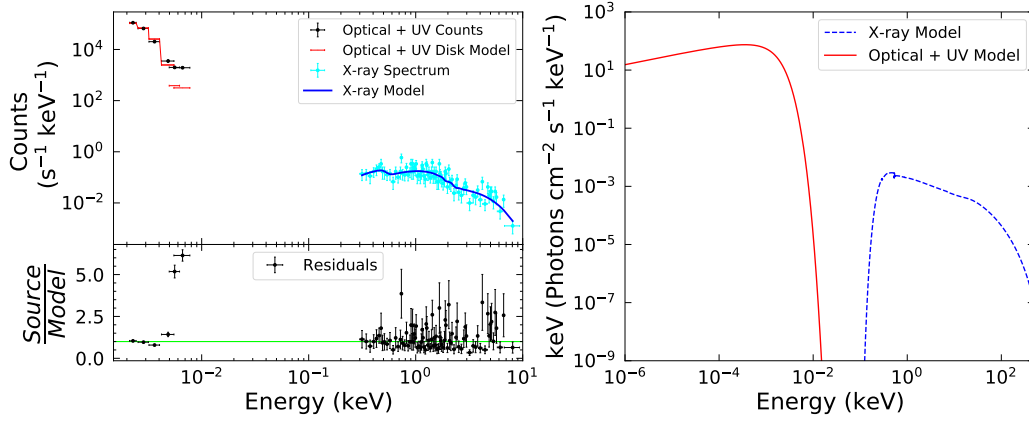 Counts
(s⁻¹ keV⁻¹)
10⁴
10²
10⁰
10⁻²
Optical + UV Counts
Optical + UV Disk Model
X-ray Spectrum
X-ray Model
Source
Model
5.0
2.5
0.0
Residuals
10⁻²
10⁻¹
10⁰
10¹
Energy (keV)
keV (Photons cm⁻² s⁻¹ keV⁻¹)
10³
10¹
10⁻¹
10⁻³
10⁻⁵
10⁻⁷
10⁻⁹
X-ray Model
Optical + UV Model
10⁻⁶
10⁻⁴
10⁻²
10⁰
10²
Energy (keV)